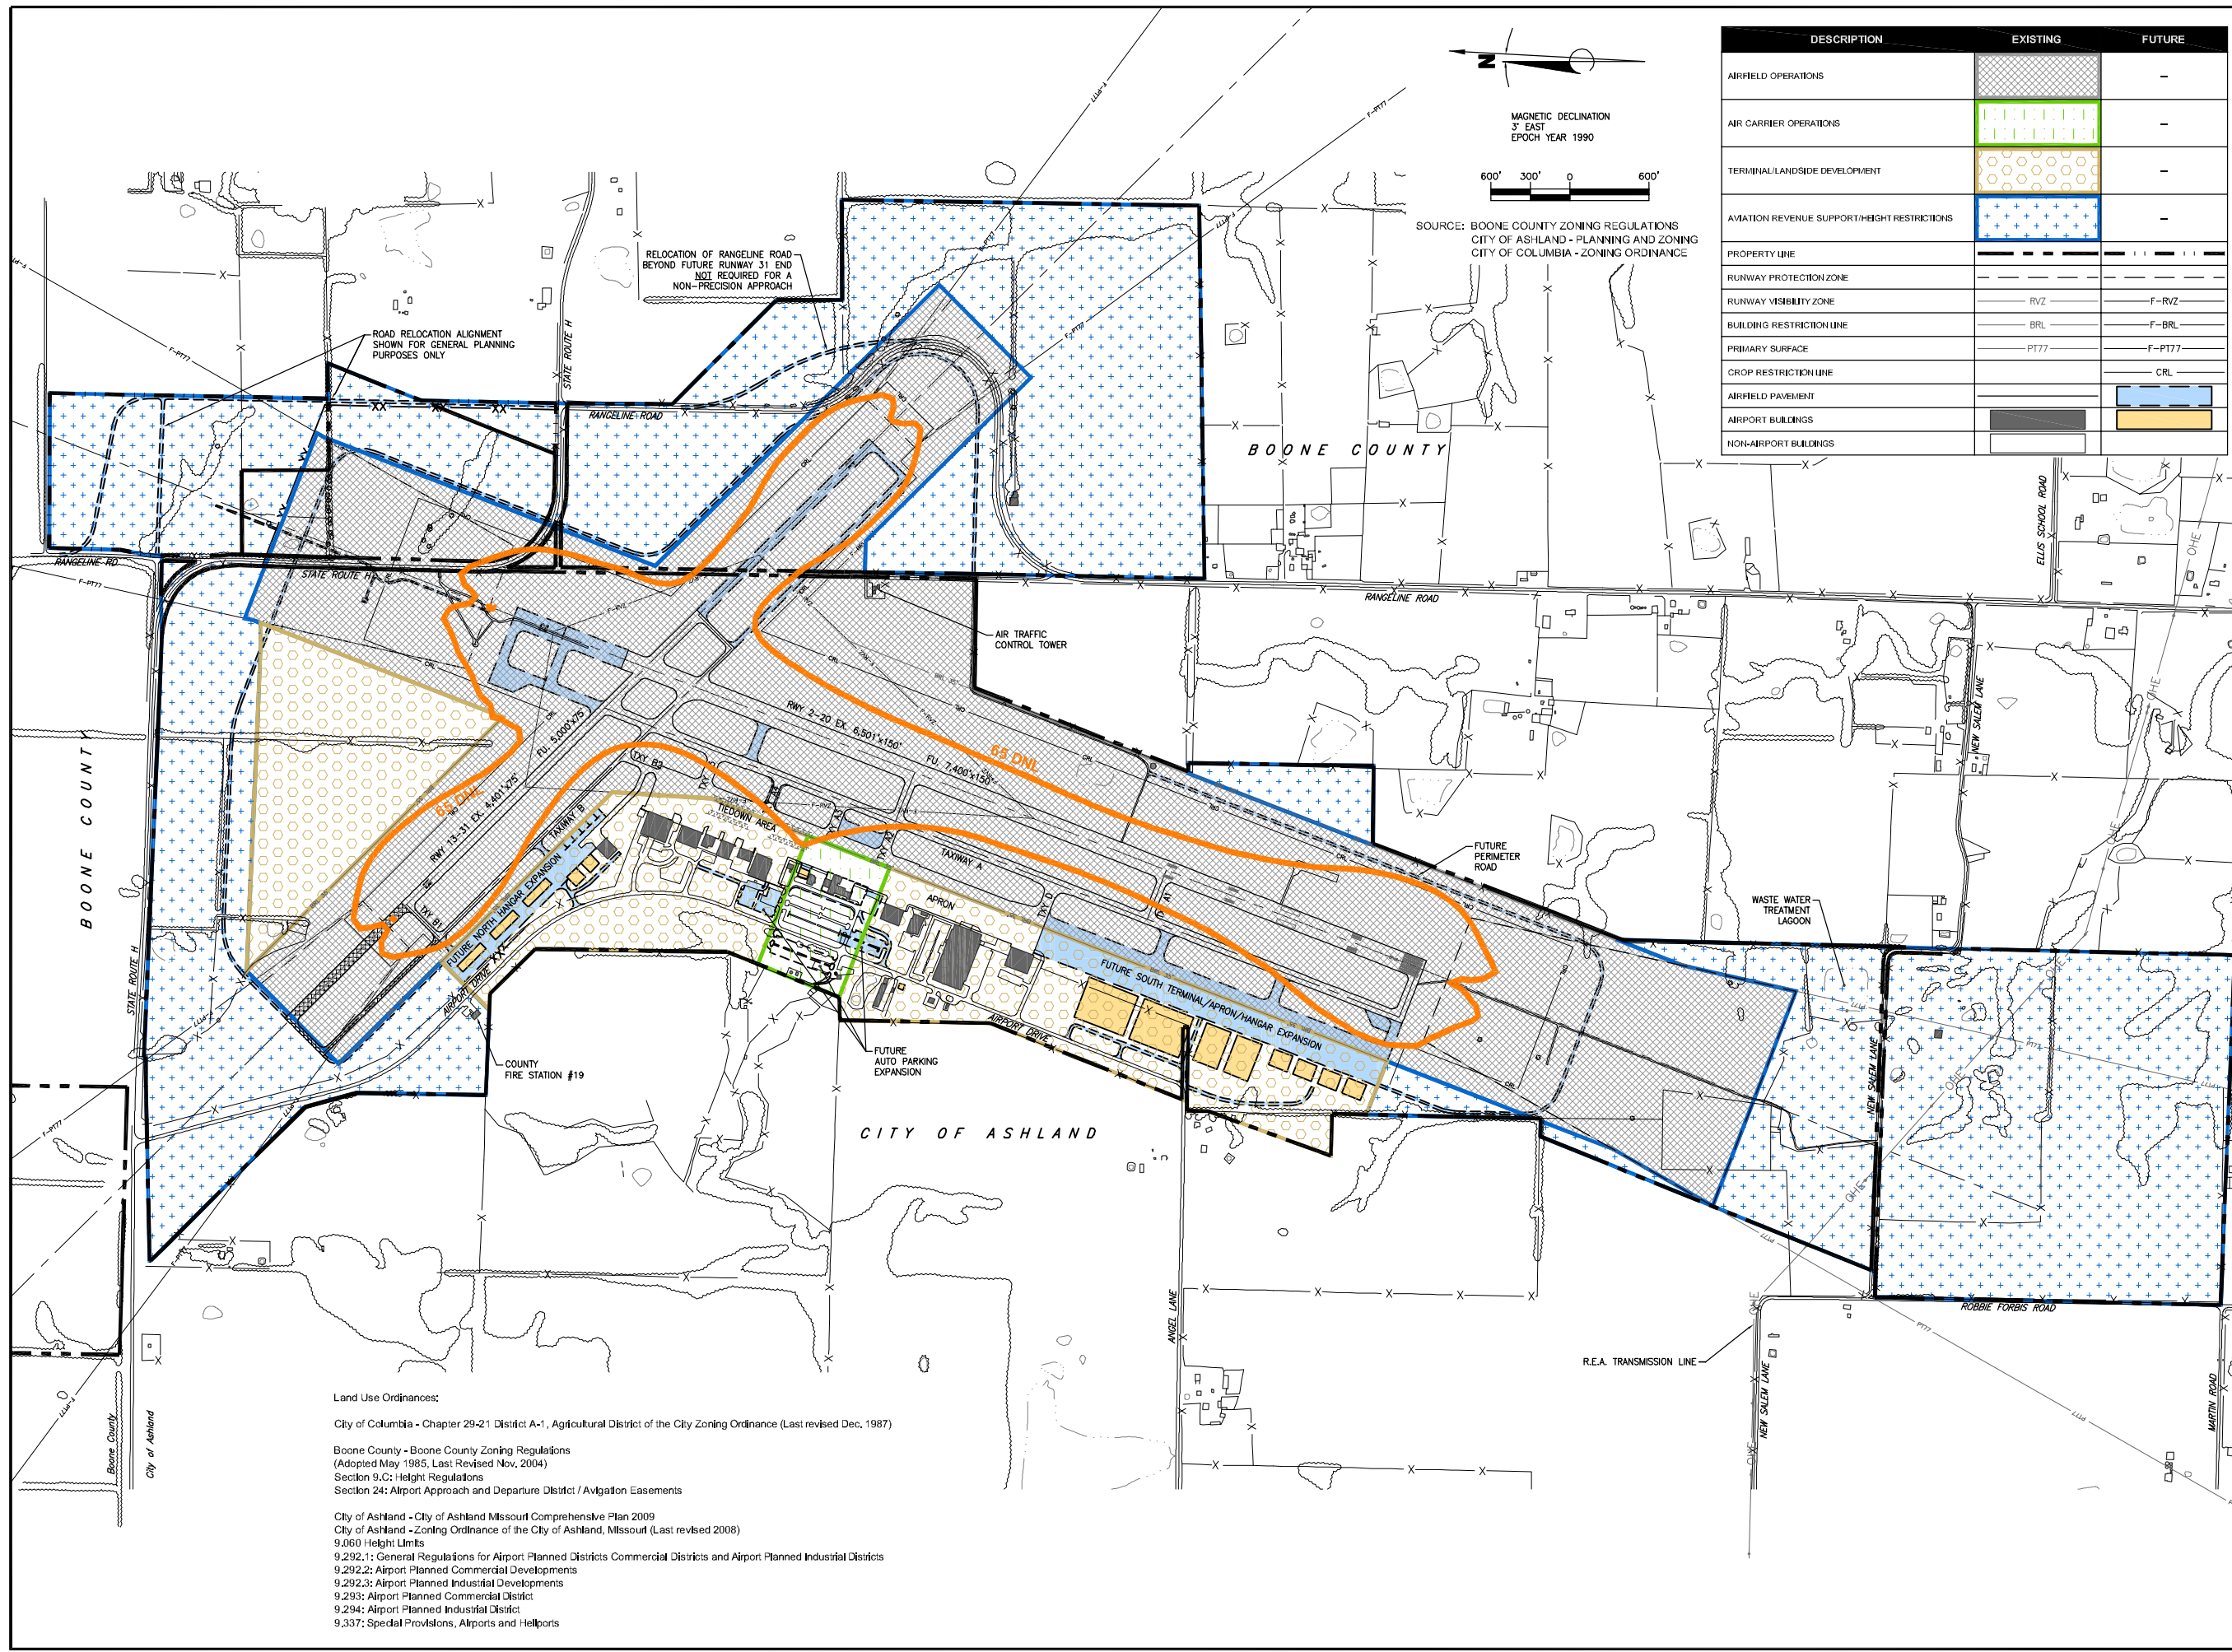 DESCRIPTION EXISTING FUTURE
AIRFIELD OPERATIONS –
AIR CARRIER OPERATIONS –
TERMINAL/LANDSIDE DEVELOPMENT –
AVIATION REVENUE SUPPORT/HEIGHT RESTRICTIONS –
PROPERTY LINE
RUNWAY PROTECTION ZONE
RUNWAY VISIBILITY ZONE RVZ F-RVZ
BUILDING RESTRICTION LINE BRL F-BRL
PRIMARY SURFACE PT77 F-PT77
CROP RESTRICTION LINE CRL
AIRFIELD PAVEMENT
AIRPORT BUILDINGS
NON-AIRPORT BUILDINGS
N
MAGNETIC DECLINATION
3° EAST
EPOCH YEAR 1990
600' 300' 0 600'
SOURCE: BOONE COUNTY ZONING REGULATIONS
CITY OF ASHLAND - PLANNING AND ZONING
CITY OF COLUMBIA - ZONING ORDINANCE
RELOCATION OF RANGELINE ROAD
BEYOND FUTURE RUNWAY 31 END
NOT REQUIRED FOR A
NON-PRECISION APPROACH
ROAD RELOCATION ALIGNMENT
SHOWN FOR GENERAL PLANNING
PURPOSES ONLY
STATE ROUTE H
RANGELINE ROAD
BOONE COUNTY
ELLIS SCHOOL ROAD
RANGELINE RD
STATE ROUTE H
RANGELINE ROAD
AIR TRAFFIC
CONTROL TOWER
NEW SALEM LANE
BOONE COUNTY
RWY 2-20 EX. 6,501'x150'
FU. 7,400'x150'
65 DNL
RWY 13-31 EX. 4,401'x75'
FU. 5,000'x75'
65 DNL
TXY B2
TAXIWAY B
TIEDOWN AREA
TXY A2
TAXIWAY A
TXY B1
FUTURE NORTH HANGAR EXPANSION
APRON
TXY D
FUTURE
PERIMETER
ROAD
WASTE WATER
TREATMENT
LAGOON
STATE ROUTE H
AIRPORT DRIVE
FUTURE SOUTH TERMINAL/APRON/HANGAR EXPANSION
AIRPORT DRIVE
NEW SALEM LANE
COUNTY
FIRE STATION #19
FUTURE
AUTO PARKING
EXPANSION
CITY OF ASHLAND
ANGEL LANE
ROBBIE FORBIS ROAD
R.E.A. TRANSMISSION LINE
NEW SALEM LANE
MARTIN ROAD
Boone County
City of Ashland
Land Use Ordinances:
City of Columbia - Chapter 29-21 District A-1, Agricultural District of the City Zoning Ordinance (Last revised Dec. 1987)
Boone County - Boone County Zoning Regulations
(Adopted May 1985, Last Revised Nov. 2004)
Section 9.C: Height Regulations
Section 24: Airport Approach and Departure District / Avigation Easements
City of Ashland - City of Ashland Missouri Comprehensive Plan 2009
City of Ashland - Zoning Ordinance of the City of Ashland, Missouri (Last revised 2008)
9.060 Height Limits
9.292.1: General Regulations for Airport Planned Districts Commercial Districts and Airport Planned Industrial Districts
9.292.2: Airport Planned Commercial Developments
9.292.3: Airport Planned Industrial Developments
9.293: Airport Planned Commercial District
9.294: Airport Planned Industrial District
9.337: Special Provisions, Airports and Heliports